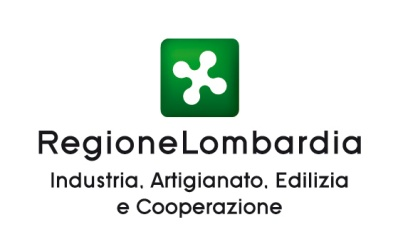 RegioneLombardia
Industria, Artigianato, Edilizia
e Cooperazione